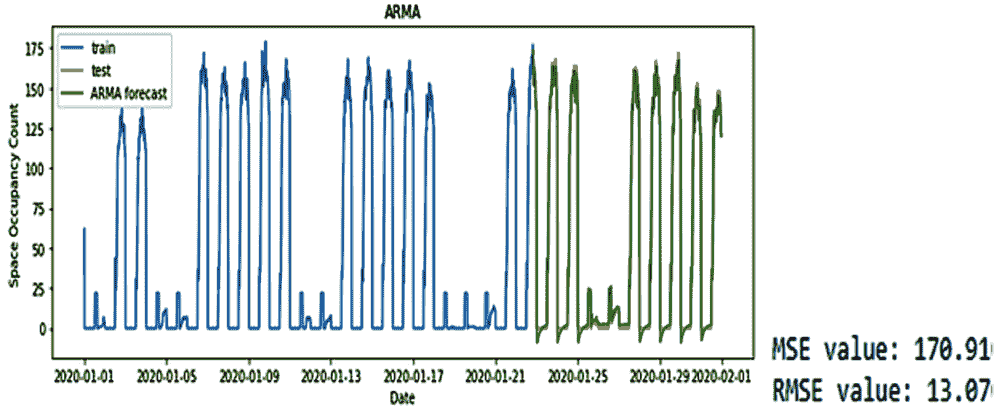 ARMA
175
150
125
100
75
50
25
0
train
test
ARMA forecast
Space Occupancy Count
2020-01-01 2020-01-05 2020-01-09 2020-01-13 2020-01-17 2020-01-21 2020-01-25 2020-01-29 2020-02-01
Date
MSE value: 170.91
RMSE value: 13.07